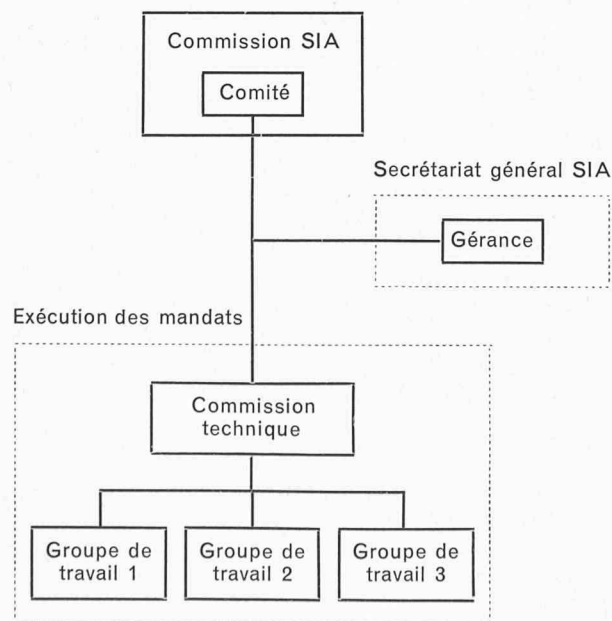 Commission SIA
Comité
Secrétariat général SIA
Gérance
Exécution des mandats
Commission
technique
Groupe de
travail 1
Groupe de
travail 2
Groupe de
travail 3